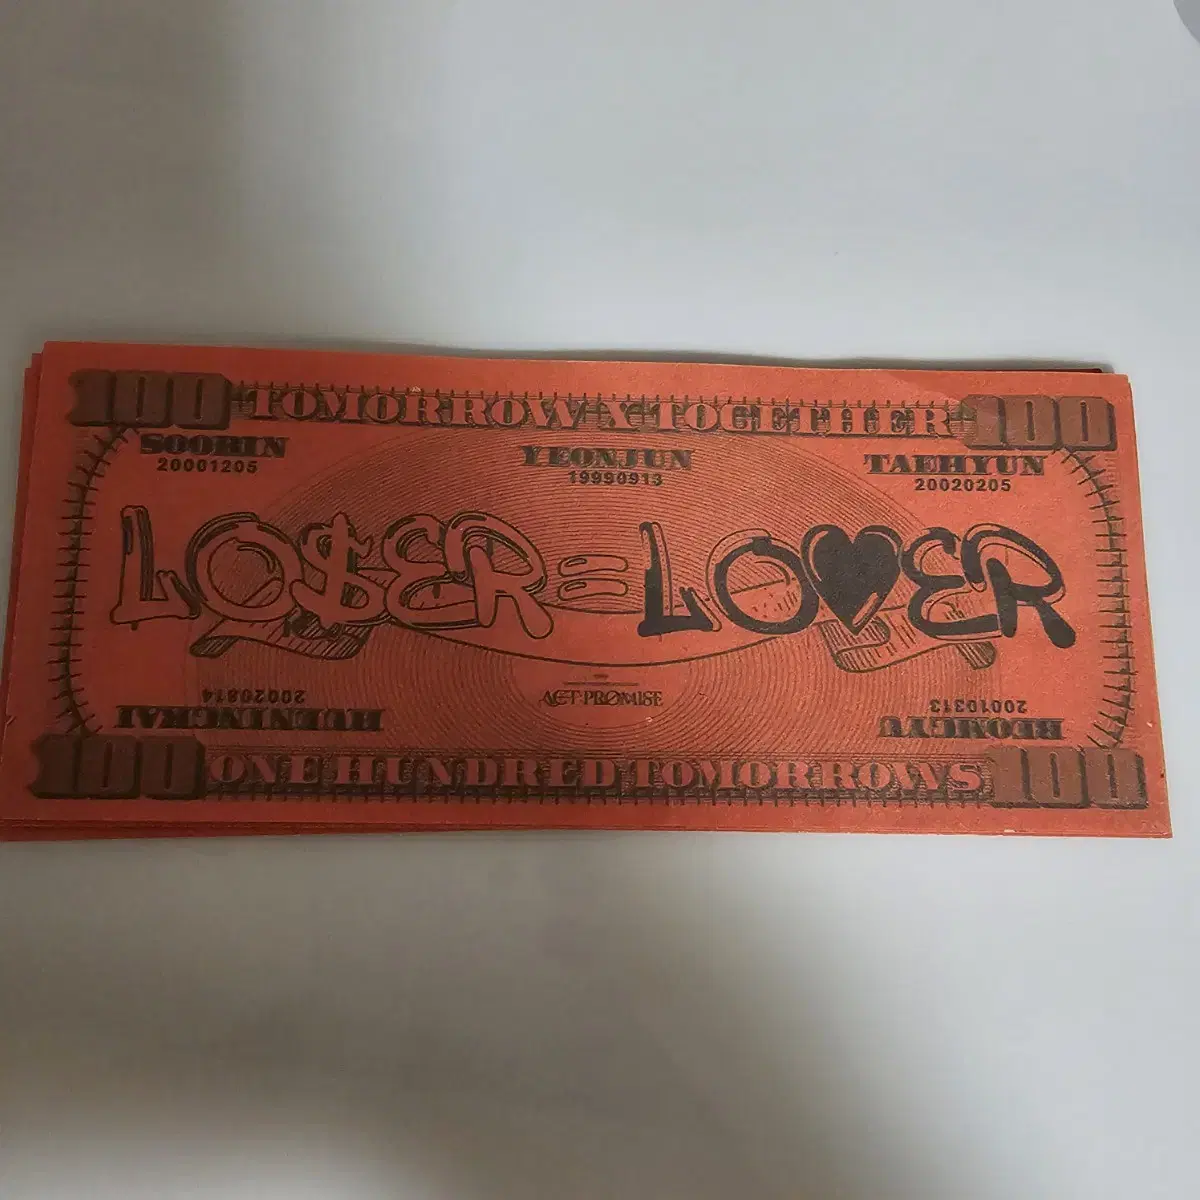 100 TOMORROW X TOGETHER 100
SOOBIN
20001205
YEONJUN
19990913
TAEHYUN
20020205
LO$ER=LO♥ER
ACT:PROMISE
20020814
HUENINGKAI
20010313
BEOMGYU
100 ONE HUNDRED TOMORROWS 100